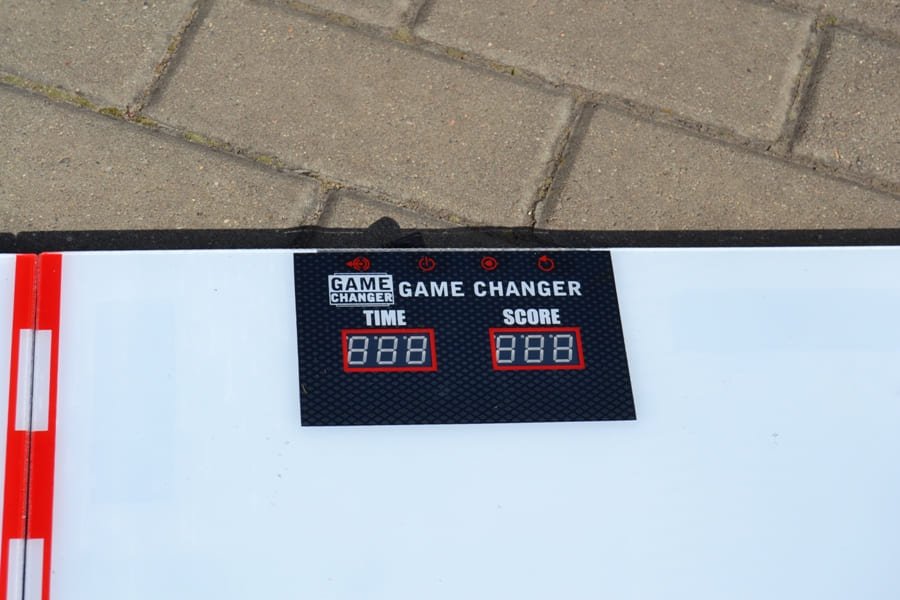 GAME
CHANGER
GAME CHANGER
TIME SCORE
888 888